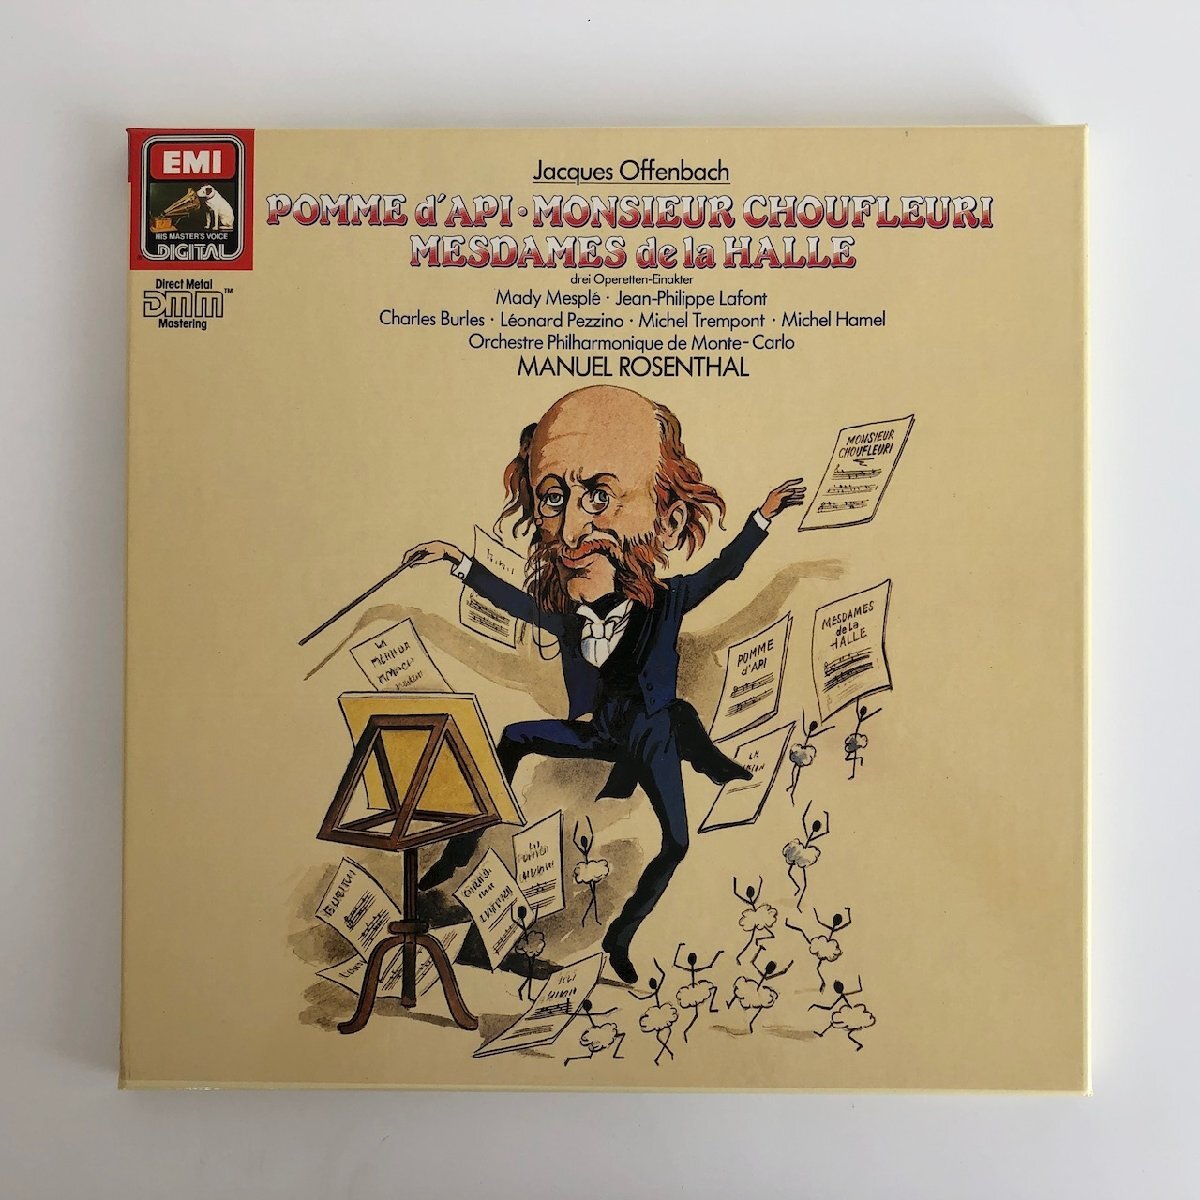 EMI
HIS MASTER'S VOICE
DIGITAL
Direct Metal
DMM™
Mastering
Jacques Offenbach
POMME d'API · MONSIEUR CHOUFLEURI
MESDAMES de la HALLE
drei Operetten-Einakter
Mady Mesplé · Jean-Philippe Lafont
Charles Burles · Léonard Pezzino · Michel Trempont · Michel Hamel
Orchestre Philharmonique de Monte-Carlo
MANUEL ROSENTHAL
MONSIEUR
CHOUFLEURI
MESDAMES
de la
HALLE
POMME
d'API
LA